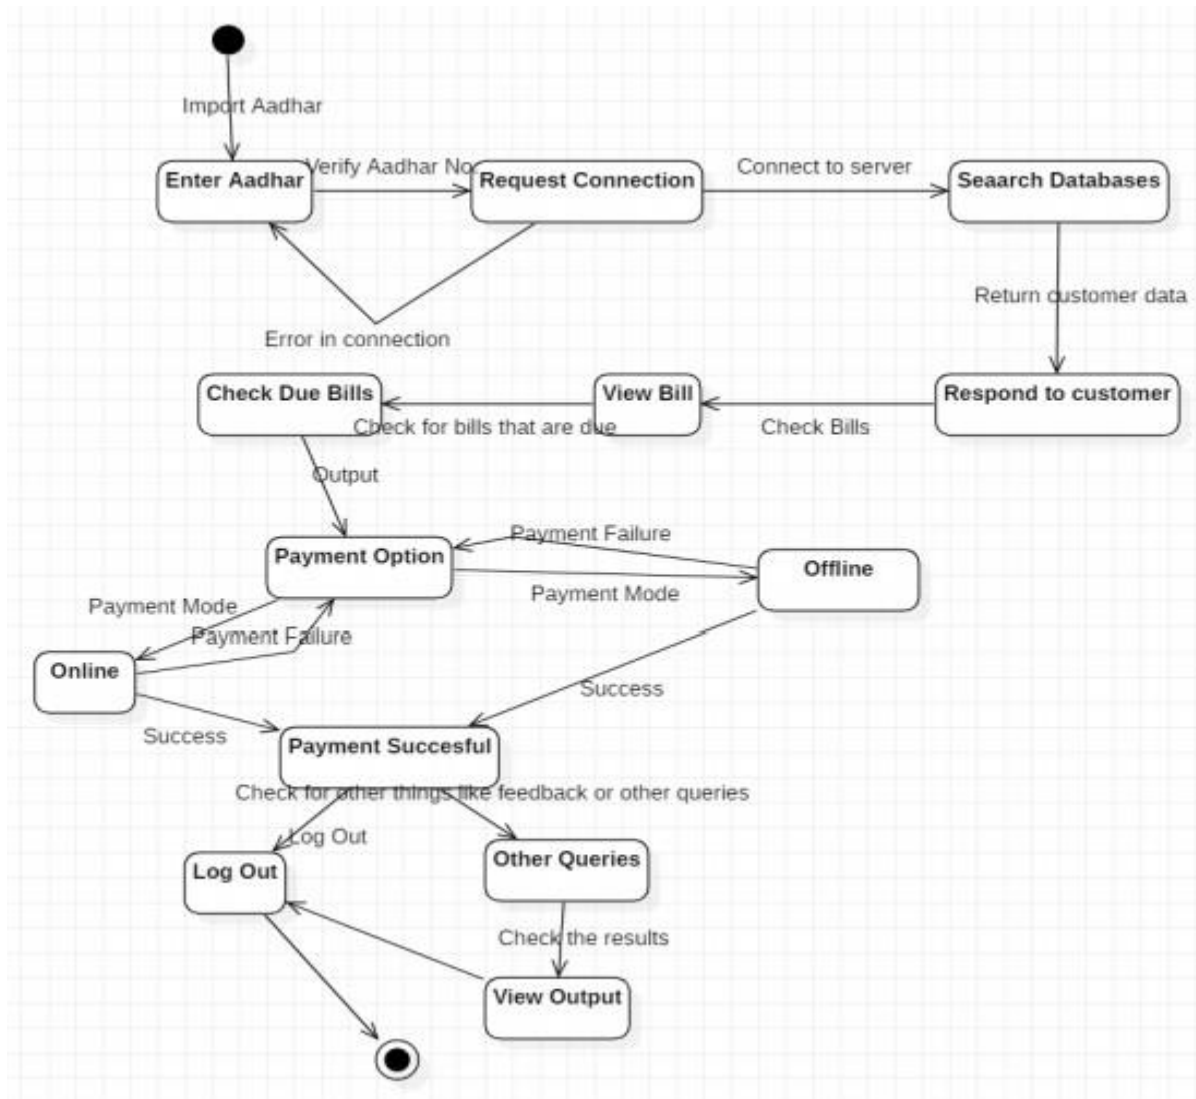 Import Aadhar
Enter Aadhar
Verify Aadhar No.
Request Connection
Connect to server
Seaarch Databases
Return customer data
Error in connection
Check Due Bills
Check for bills that are due
View Bill
Check Bills
Respond to customer
Output
Payment Option
Payment Failure
Payment Mode
Offline
Payment Mode
Payment Failure
Online
Success
Success
Payment Succesful
Check for other things like feedback or other queries
Log Out
Log Out
Other Queries
Check the results
View Output